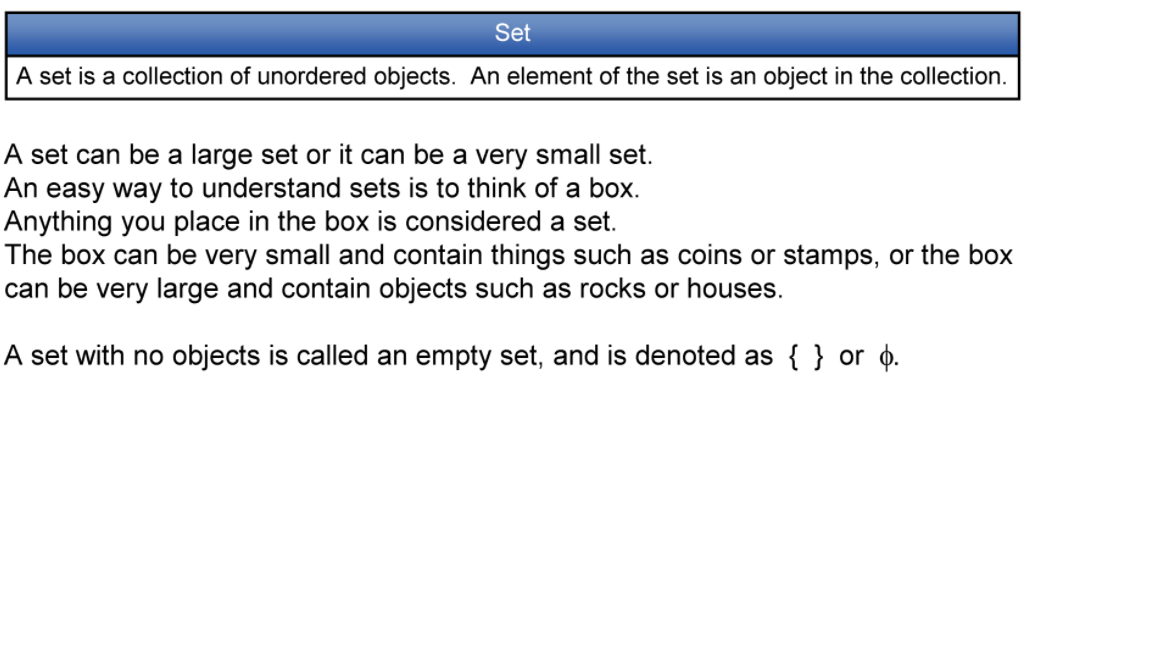 Set
A set is a collection of unordered objects.  An element of the set is an object in the collection.
A set can be a large set or it can be a very small set.
An easy way to understand sets is to think of a box.
Anything you place in the box is considered a set.
The box can be very small and contain things such as coins or stamps, or the box
can be very large and contain objects such as rocks or houses.
A set with no objects is called an empty set, and is denoted as { } or ϕ.